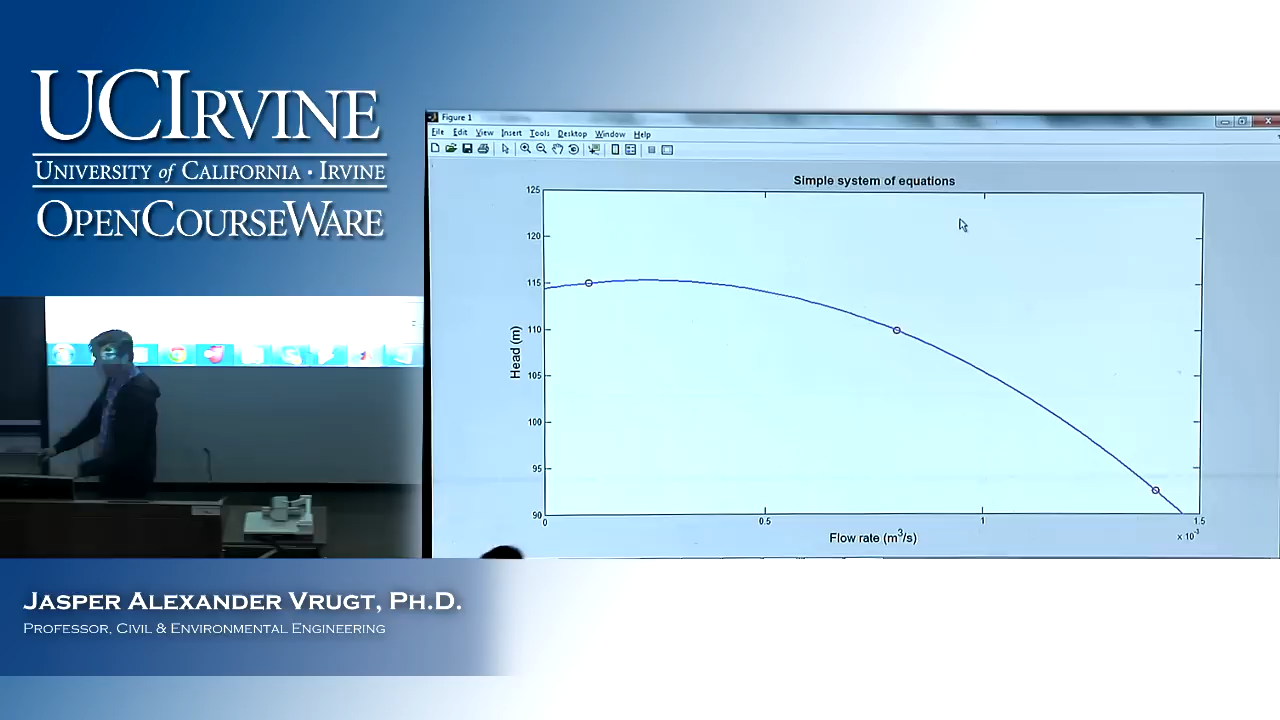 UCIRVINE
UNIVERSITY of CALIFORNIA · IRVINE
OPENCOURSEWARE
Figure 1
File Edit View Insert Tools Desktop Window Help
Simple system of equations
125
120
115
110
105
100
95
90
Head (m)
0 0.5 1 1.5
x 10⁻³
Flow rate (m³/s)
JASPER ALEXANDER VRUGT, PH.D.
PROFESSOR, CIVIL & ENVIRONMENTAL ENGINEERING